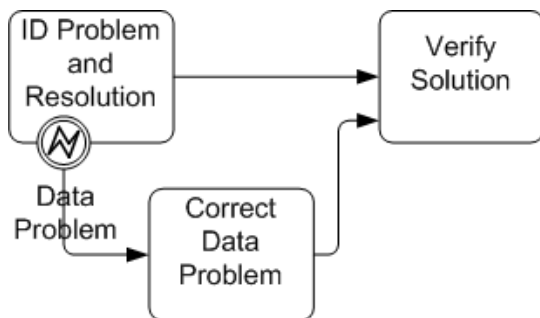 ID Problem
and
Resolution
Verify
Solution
Data
Problem
Correct
Data
Problem